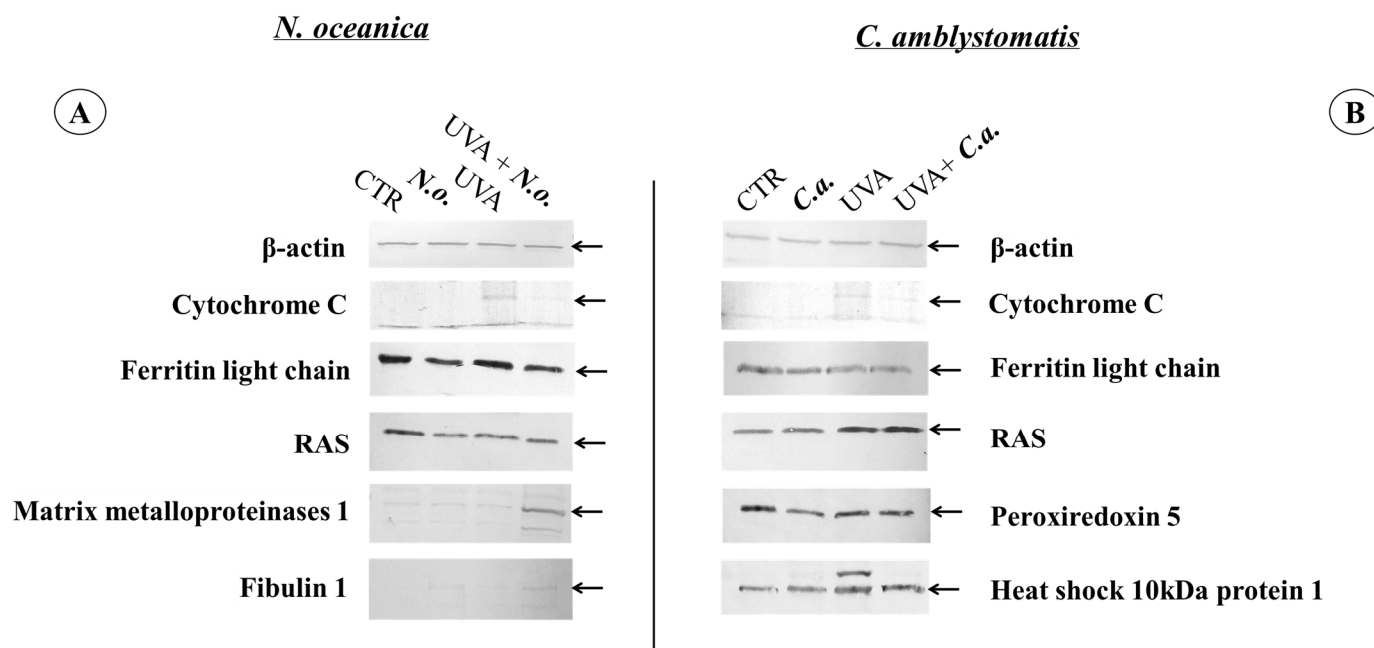 N. oceanica
C. amblystomatis
A
B
CTR
N.o.
UVA
UVA + N.o.
CTR
C.a.
UVA
UVA+ C.a.
β-actin
β-actin
Cytochrome C
Cytochrome C
Ferritin light chain
Ferritin light chain
RAS
RAS
Matrix metalloproteinases 1
Peroxiredoxin 5
Fibulin 1
Heat shock 10kDa protein 1